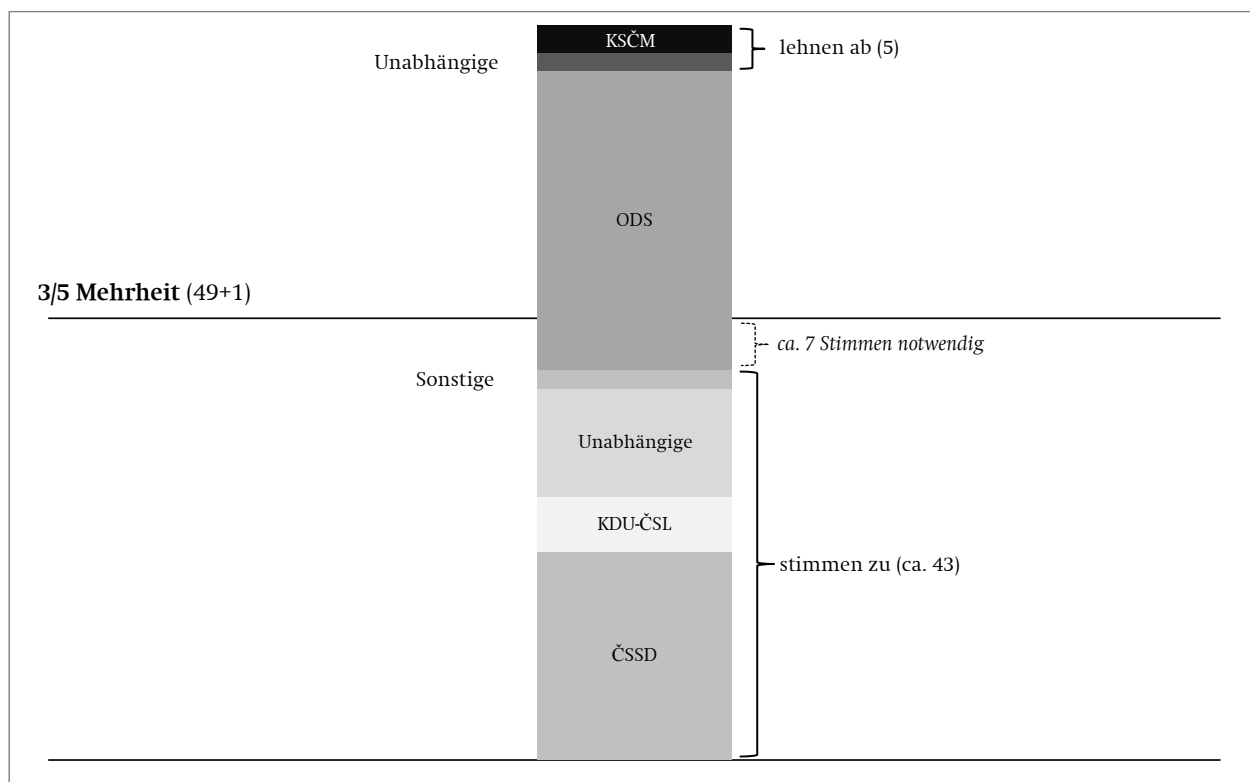 KSČM
lehnen ab (5)
Unabhängige
ODS
3/5 Mehrheit (49+1)
ca. 7 Stimmen notwendig
Sonstige
Unabhängige
KDU-ČSL
stimmen zu (ca. 43)
ČSSD